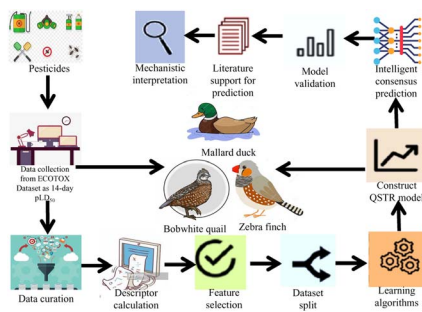 Pesticides
Mechanistic
interpretation
Literature
support for
prediction
Model
validation
Intelligent
consensus
prediction
Mallard duck
Data collection
from ECOTOX
Dataset as 14-day
pLD50
Bobwhite quail
Zebra finch
Construct
QSTR model
Data curation
Descriptor
calculation
Feature
selection
Dataset
split
Learning
algorithms